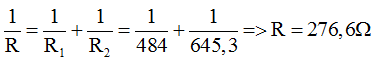 1/R = 1/R₁ + 1/R₂ = 1/484 + 1/645,3 => R = 276,6Ω